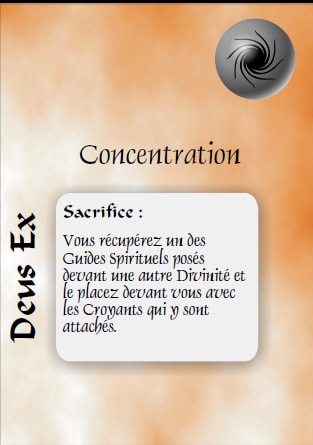 Concentration
Deus Ex
Sacrifice :
Vous récupérez un des
Guides Spirituels posés
devant une autre Divinité et
le placez devant vous avec
les Croyants qui y sont
attachés.